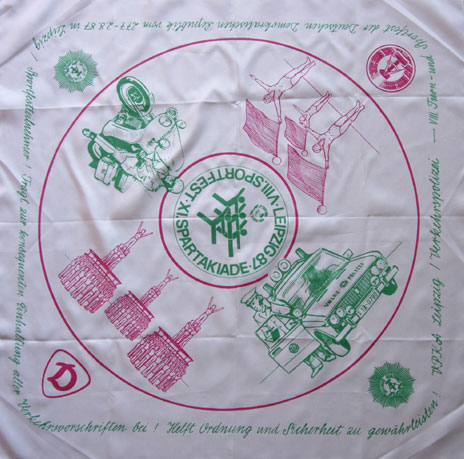 → VIII. Turn- und
Sportfest der Deutschen Demokratischen Republik vom 27.7.-2.8.87 in Leipzig !
Sportfestteilnehmer ! Tragt zur konsequenten Einhaltung aller
Verkehrsvorschriften bei ! Helft Ordnung und Sicherheit zu gewährleisten !
VPKA Leipzig / Verkehrspolizei
VIII. SPORTFEST · XI. SPARTAKIADE · LEIPZIG '87 ·
D